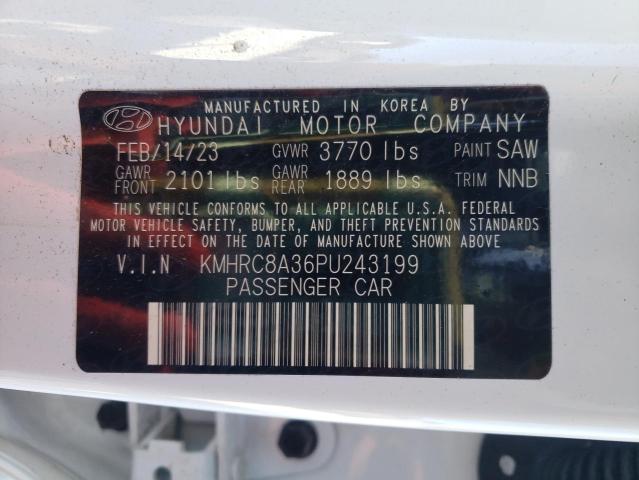 MANUFACTURED IN KOREA BY
HYUNDAI MOTOR COMPANY
FEB/14/23 GVWR 3770 lbs PAINT SAW
GAWR FRONT 2101 lbs GAWR REAR 1889 lbs TRIM NNB
THIS VEHICLE CONFORMS TO ALL APPLICABLE U.S.A. FEDERAL
MOTOR VEHICLE SAFETY, BUMPER, AND THEFT PREVENTION STANDARDS
IN EFFECT ON THE DATE OF MANUFACTURE SHOWN ABOVE
V.I.N KMHRC8A36PU243199
PASSENGER CAR